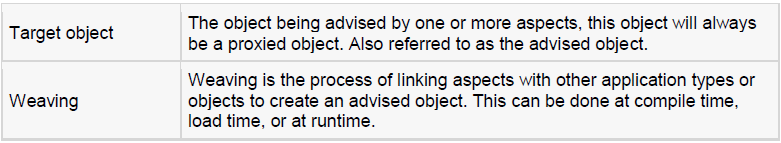 Target object
The object being advised by one or more aspects, this object will always
be a proxied object. Also referred to as the advised object.
Weaving
Weaving is the process of linking aspects with other application types or
objects to create an advised object. This can be done at compile time,
load time, or at runtime.